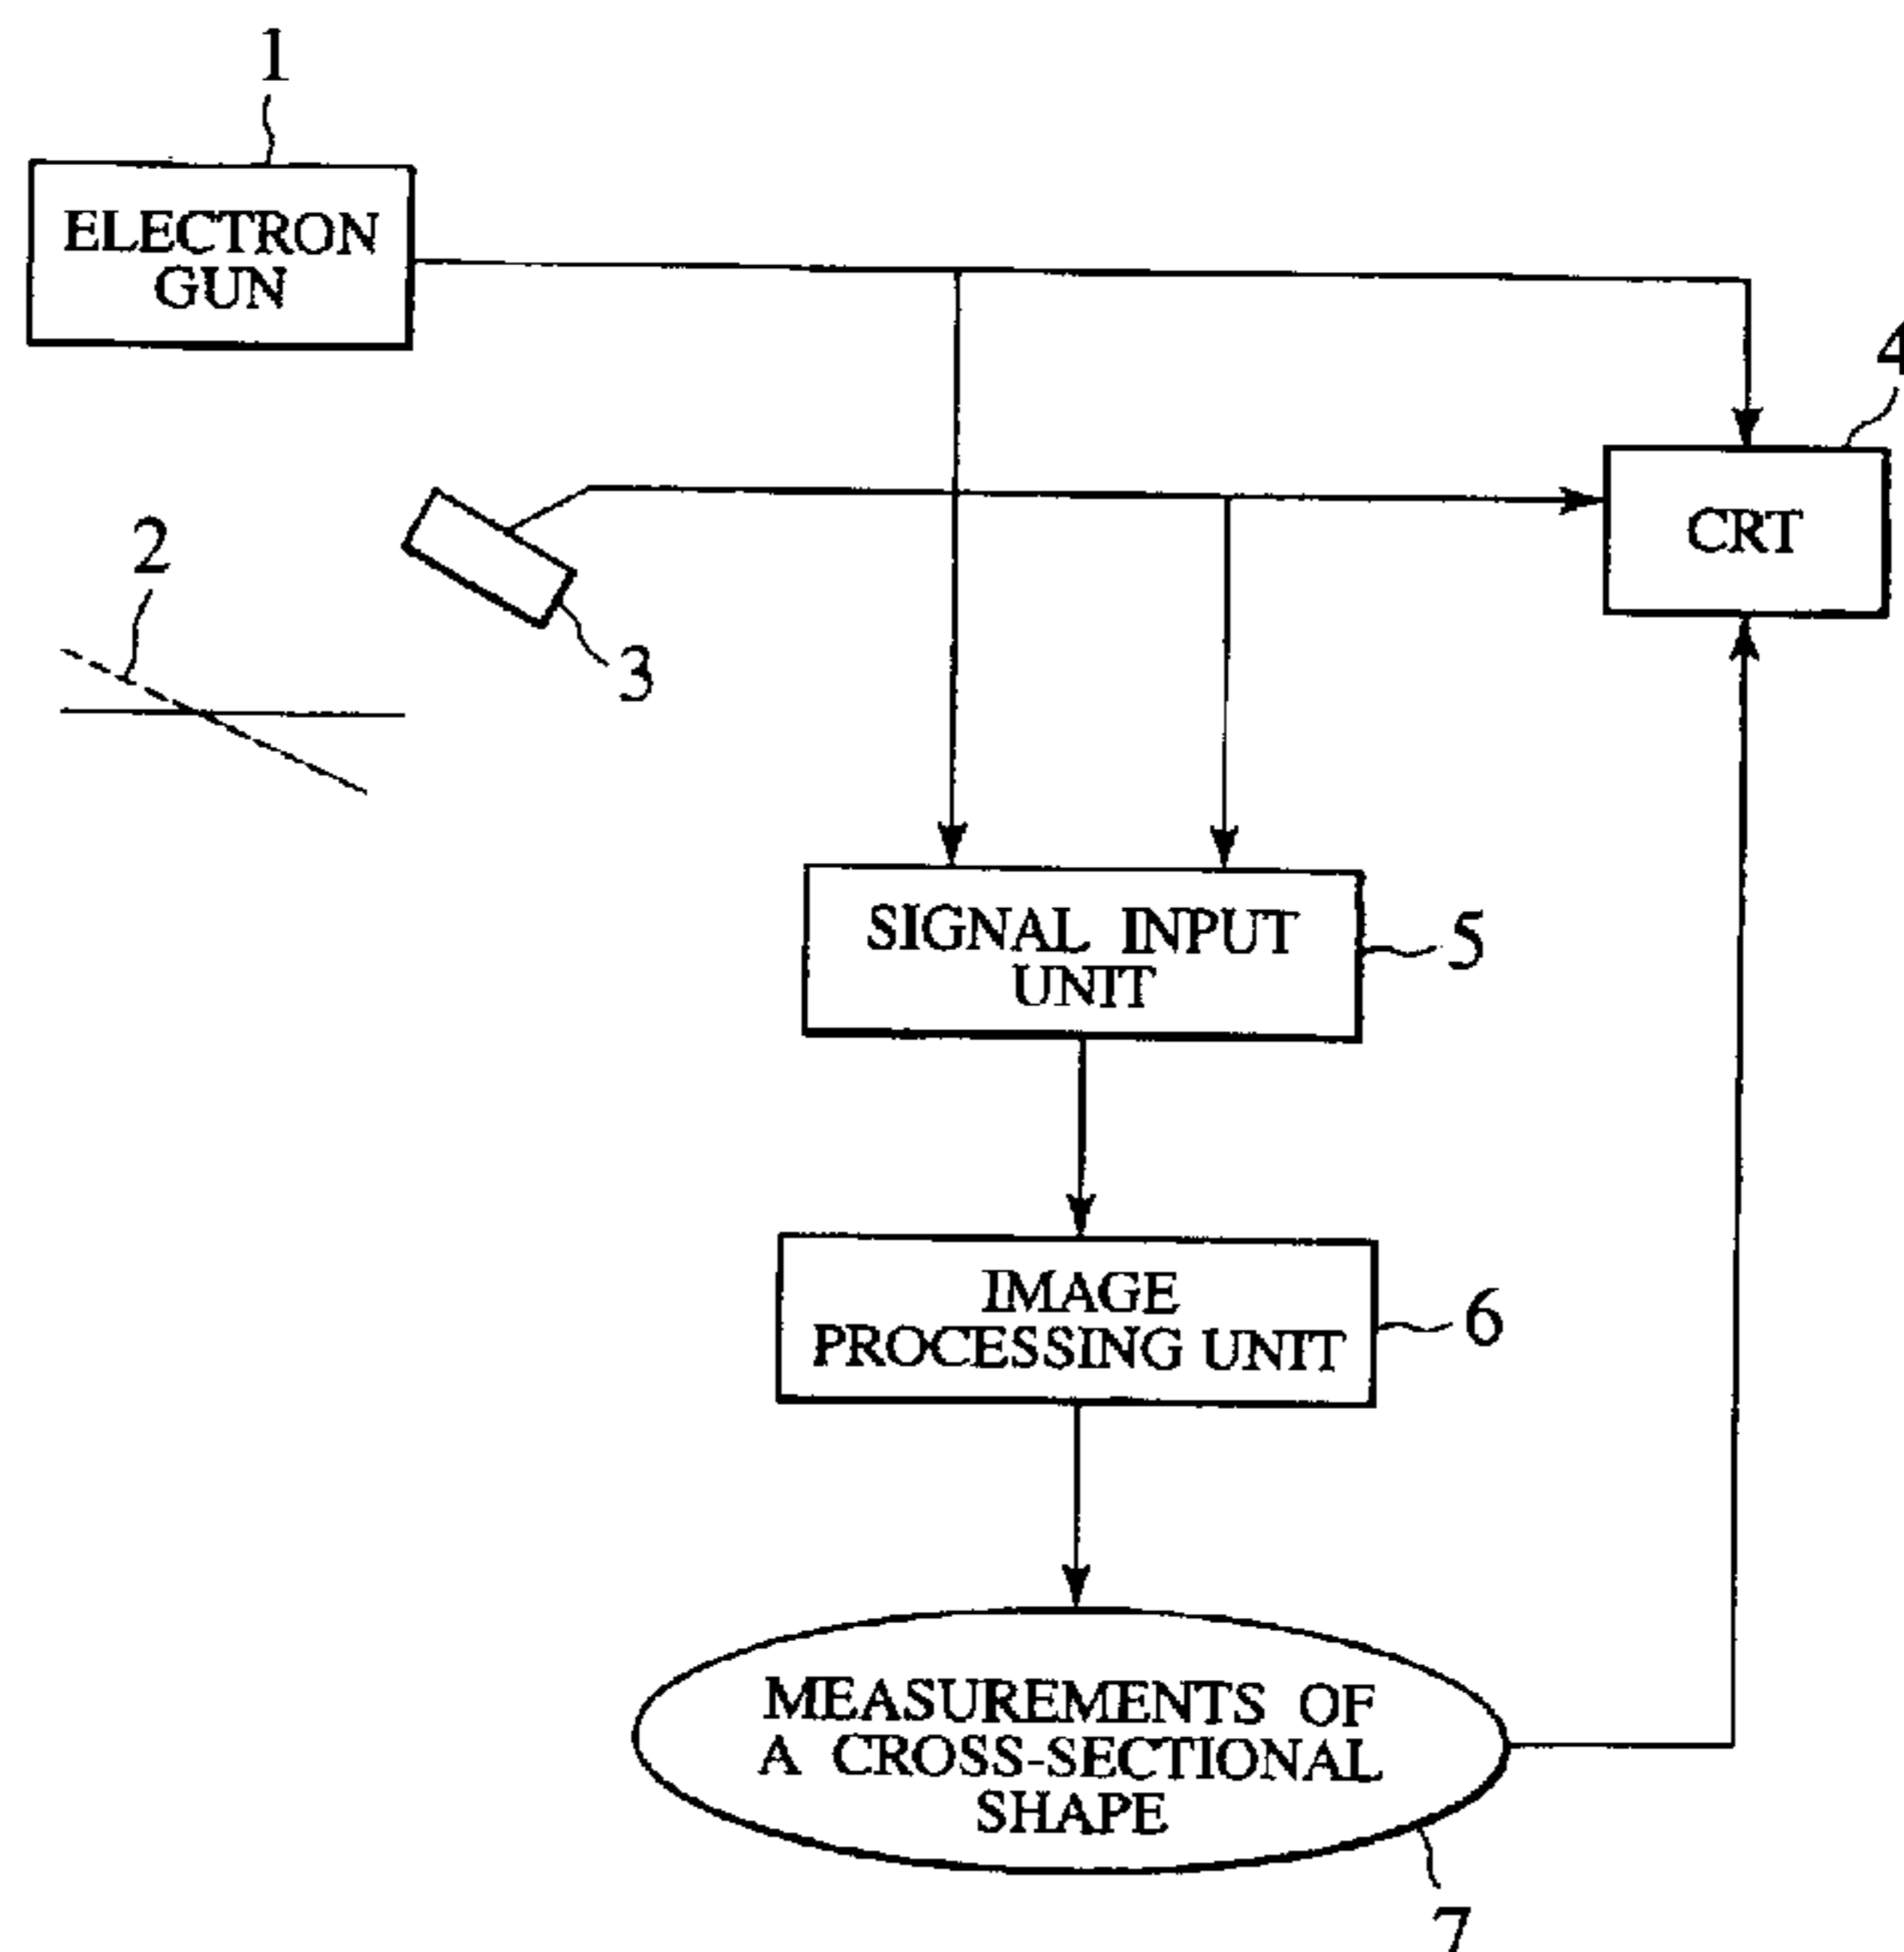 1
ELECTRON
GUN
4
CRT
2
3
SIGNAL INPUT
UNIT
5
IMAGE
PROCESSING UNIT
6
MEASUREMENTS OF
A CROSS-SECTIONAL
SHAPE
7